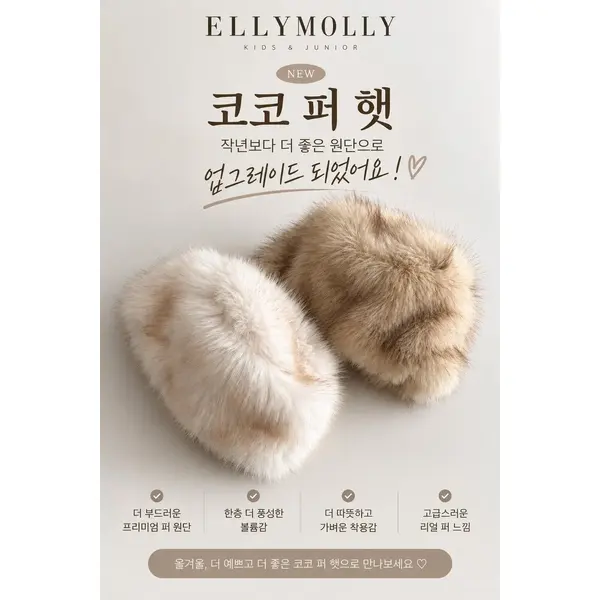 ELLYMOLLY
KIDS & JUNIOR
NEW
코코 퍼 햇
작년보다 더 좋은 원단으로
업그레이드 되었어요! ♡
더 부드러운
프리미엄 퍼 원단
한층 더 풍성한
볼륨감
더 따뜻하고
가벼운 착용감
고급스러운
리얼 퍼 느낌
올겨울, 더 예쁘고 더 좋은 코코 퍼 햇으로 만나보세요 ♡